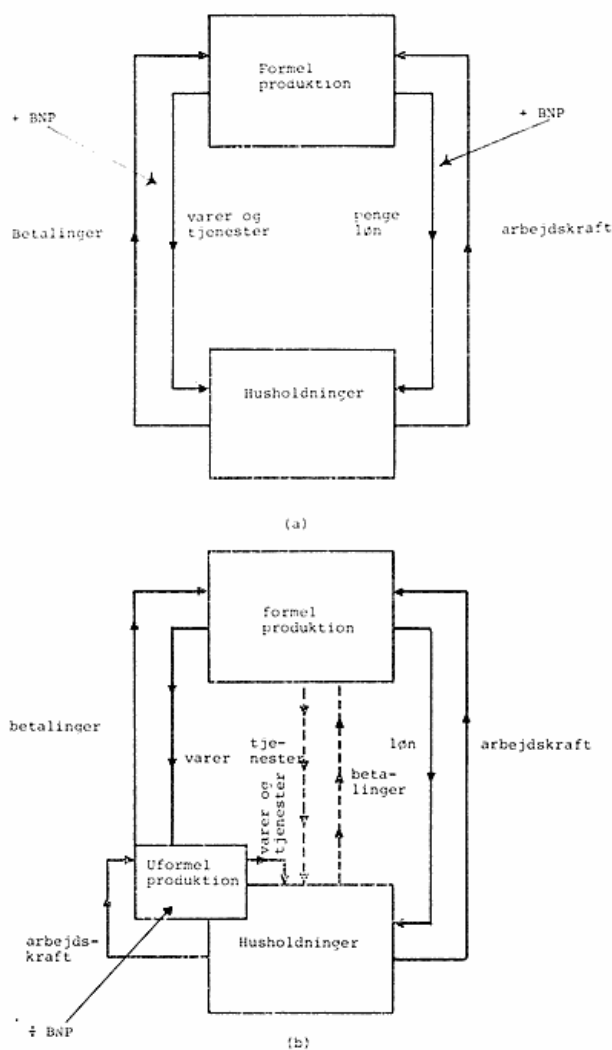 Formel
produktion
+ BNP
+ BNP
varer og
tjenester
penge
løn
Betalinger
arbejdskraft
Husholdninger
(a)
formel
produktion
betalinger
varer
tje-
nester
løn
arbejdskraft
beta-
linger
varer og
tjenester
Uformel
produktion
Husholdninger
arbejds-
kraft
÷ BNP
(b)